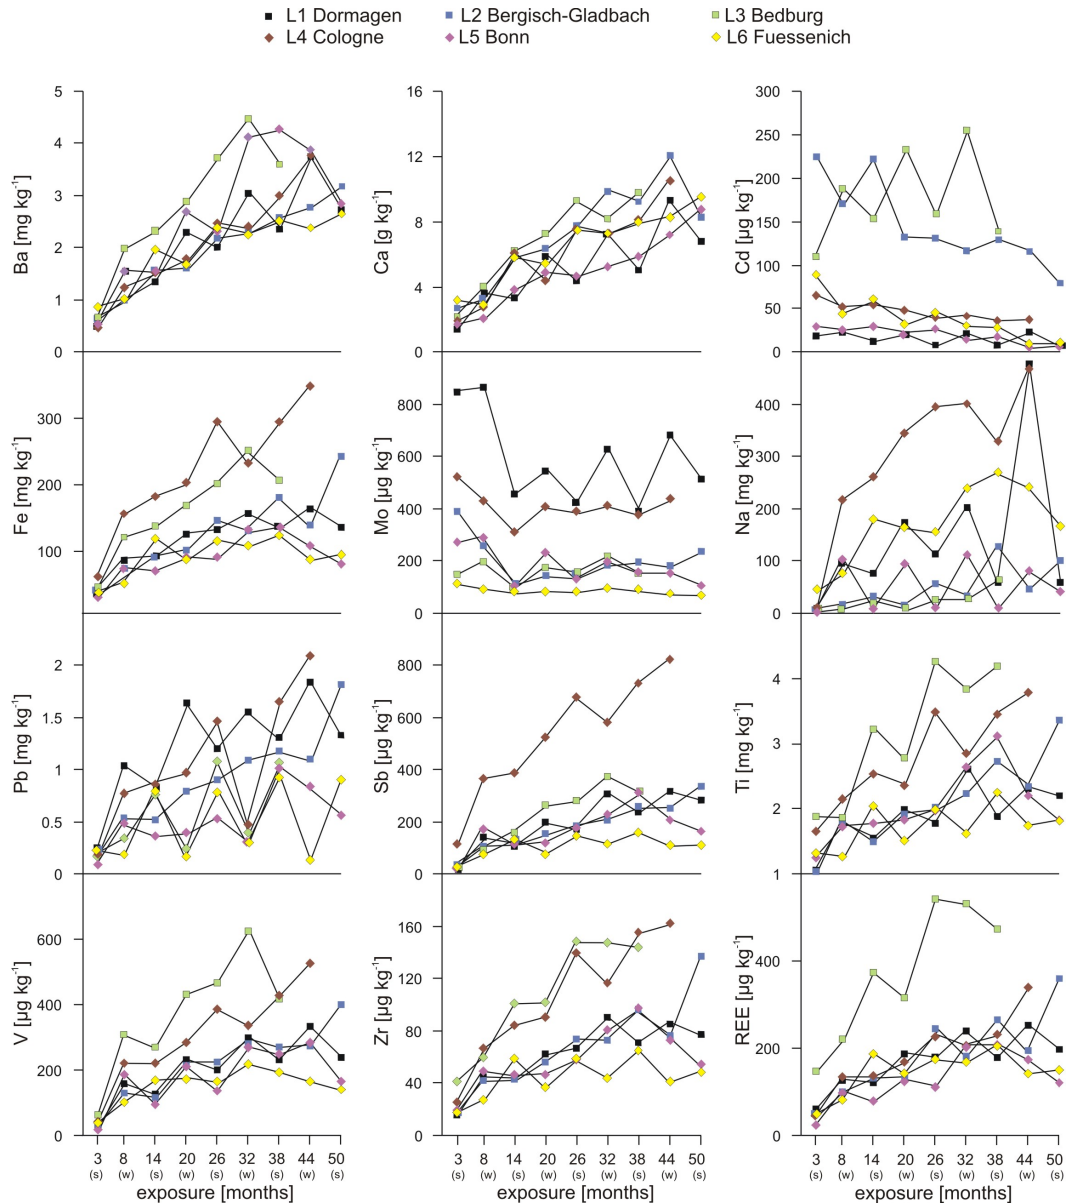 L1 Dormagen L2 Bergisch-Gladbach L3 Bedburg
L4 Cologne L5 Bonn L6 Fuessenich
Ba [mg kg⁻¹]
5
4
3
2
1
0
Ca [g kg⁻¹]
16
12
8
4
0
Cd [µg kg⁻¹]
300
250
200
150
100
50
0
Fe [mg kg⁻¹]
300
200
100
Mo [µg kg⁻¹]
800
600
400
200
0
Na [mg kg⁻¹]
400
300
200
100
0
Pb [mg kg⁻¹]
2
1.5
1
0.5
0
Sb [µg kg⁻¹]
800
600
400
200
0
Ti [mg kg⁻¹]
4
3
2
1
V [µg kg⁻¹]
600
400
200
0
Zr [µg kg⁻¹]
160
120
80
40
0
REE [µg kg⁻¹]
400
200
0
3 8 14 20 26 32 38 44 50
(s) (w) (s) (w) (s) (w) (s) (w) (s)
exposure [months]
3 8 14 20 26 32 38 44 50
(s) (w) (s) (w) (s) (w) (s) (w) (s)
exposure [months]
3 8 14 20 26 32 38 44 50
(s) (w) (s) (w) (s) (w) (s) (w) (s)
exposure [months]